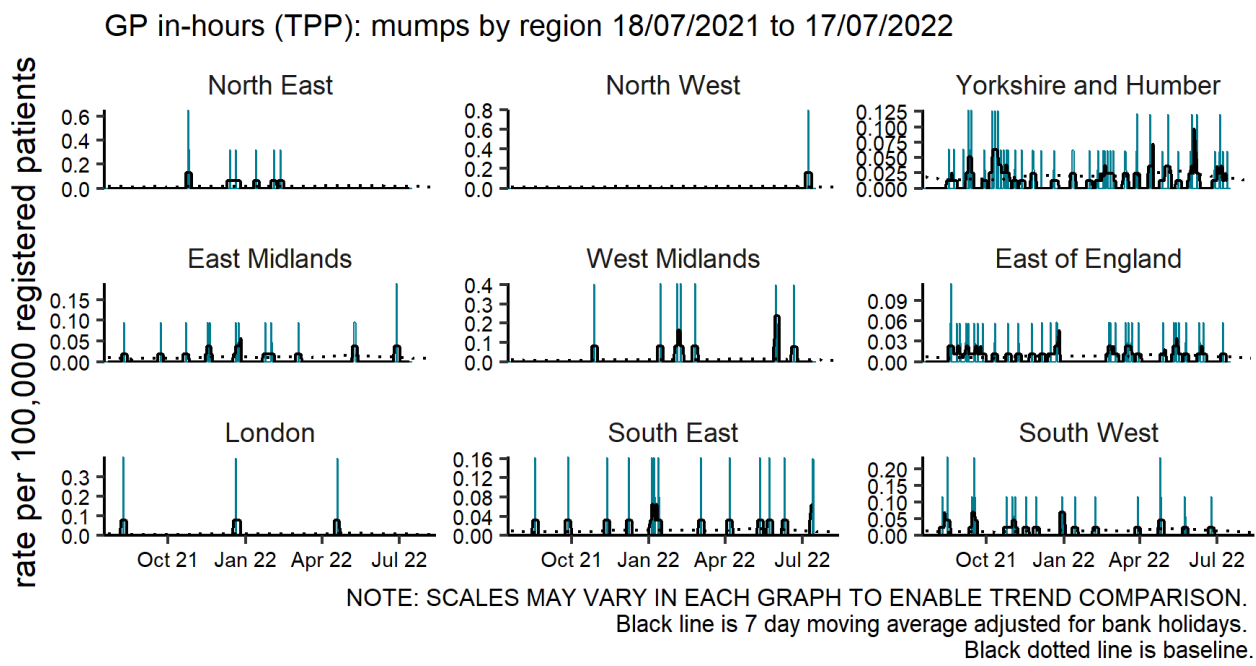 GP in-hours (TPP): mumps by region 18/07/2021 to 17/07/2022
rate per 100,000 registered patients
North East
0.6
0.4
0.2
0.0
North West
0.8
0.6
0.4
0.2
0.0
Yorkshire and Humber
0.125
0.100
0.075
0.050
0.025
0.000
East Midlands
0.15
0.10
0.05
0.00
West Midlands
0.4
0.3
0.2
0.1
0.0
East of England
0.09
0.06
0.03
0.00
London
0.3
0.2
0.1
0.0
Oct 21 Jan 22 Apr 22 Jul 22
South East
0.16
0.12
0.08
0.04
0.00
Oct 21 Jan 22 Apr 22 Jul 22
South West
0.20
0.15
0.10
0.05
0.00
Oct 21 Jan 22 Apr 22 Jul 22
NOTE: SCALES MAY VARY IN EACH GRAPH TO ENABLE TREND COMPARISON.
Black line is 7 day moving average adjusted for bank holidays.
Black dotted line is baseline.